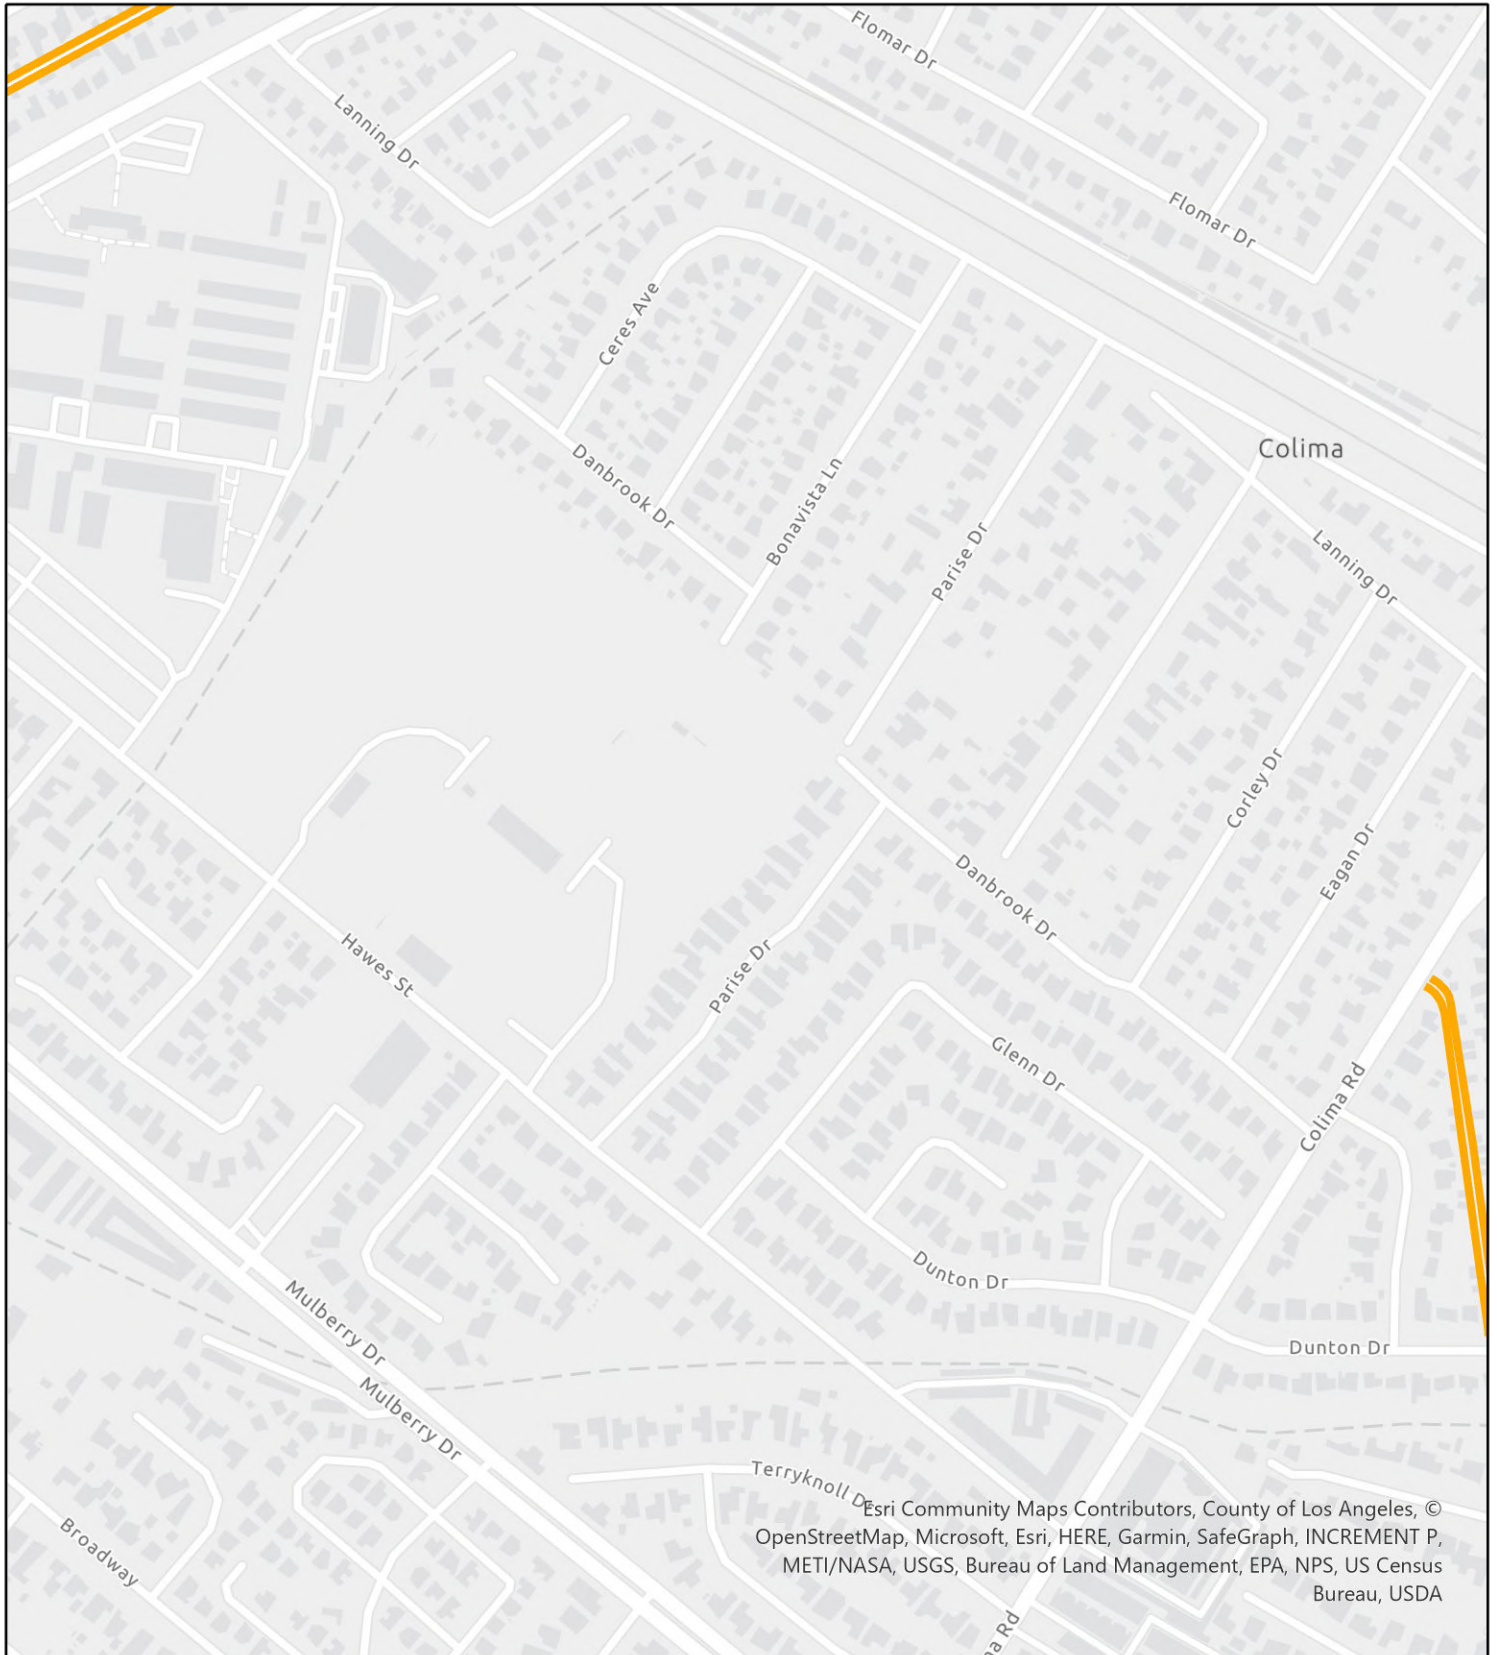 Flomar Dr
Lanning Dr
Flomar Dr
Ceres Ave
Colima
Danbrook Dr
Bonavista Ln
Parise Dr
Lanning Dr
Corley Dr
Eagan Dr
Danbrook Dr
Hawes St
Parise Dr
Glenn Dr
Colima Rd
Dunton Dr
Mulberry Dr
Dunton Dr
Mulberry Dr
Terryknoll Dr
Esri Community Maps Contributors, County of Los Angeles, ©
OpenStreetMap, Microsoft, Esri, HERE, Garmin, SafeGraph, INCREMENT P,
METI/NASA, USGS, Bureau of Land Management, EPA, NPS, US Census
Bureau, USDA
Broadway
na Rd